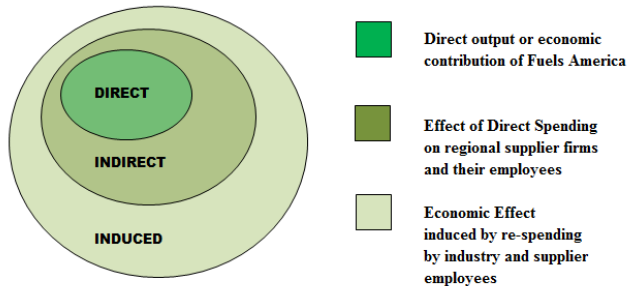 DIRECT
INDIRECT
INDUCED
Direct output or economic
contribution of Fuels America
Effect of Direct Spending
on regional supplier firms
and their employees
Economic Effect
induced by re-spending
by industry and supplier
employees